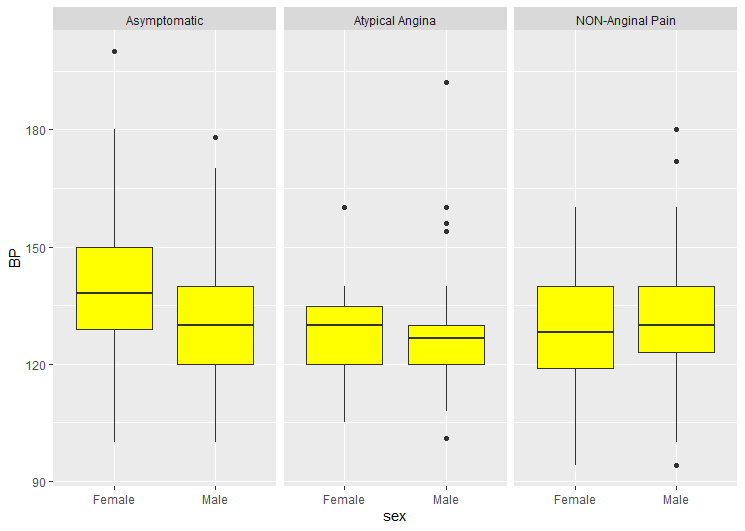 Asymptomatic Atypical Angina NON-Anginal Pain
180
150
120
90
BP
Female Male Female Male Female Male
sex